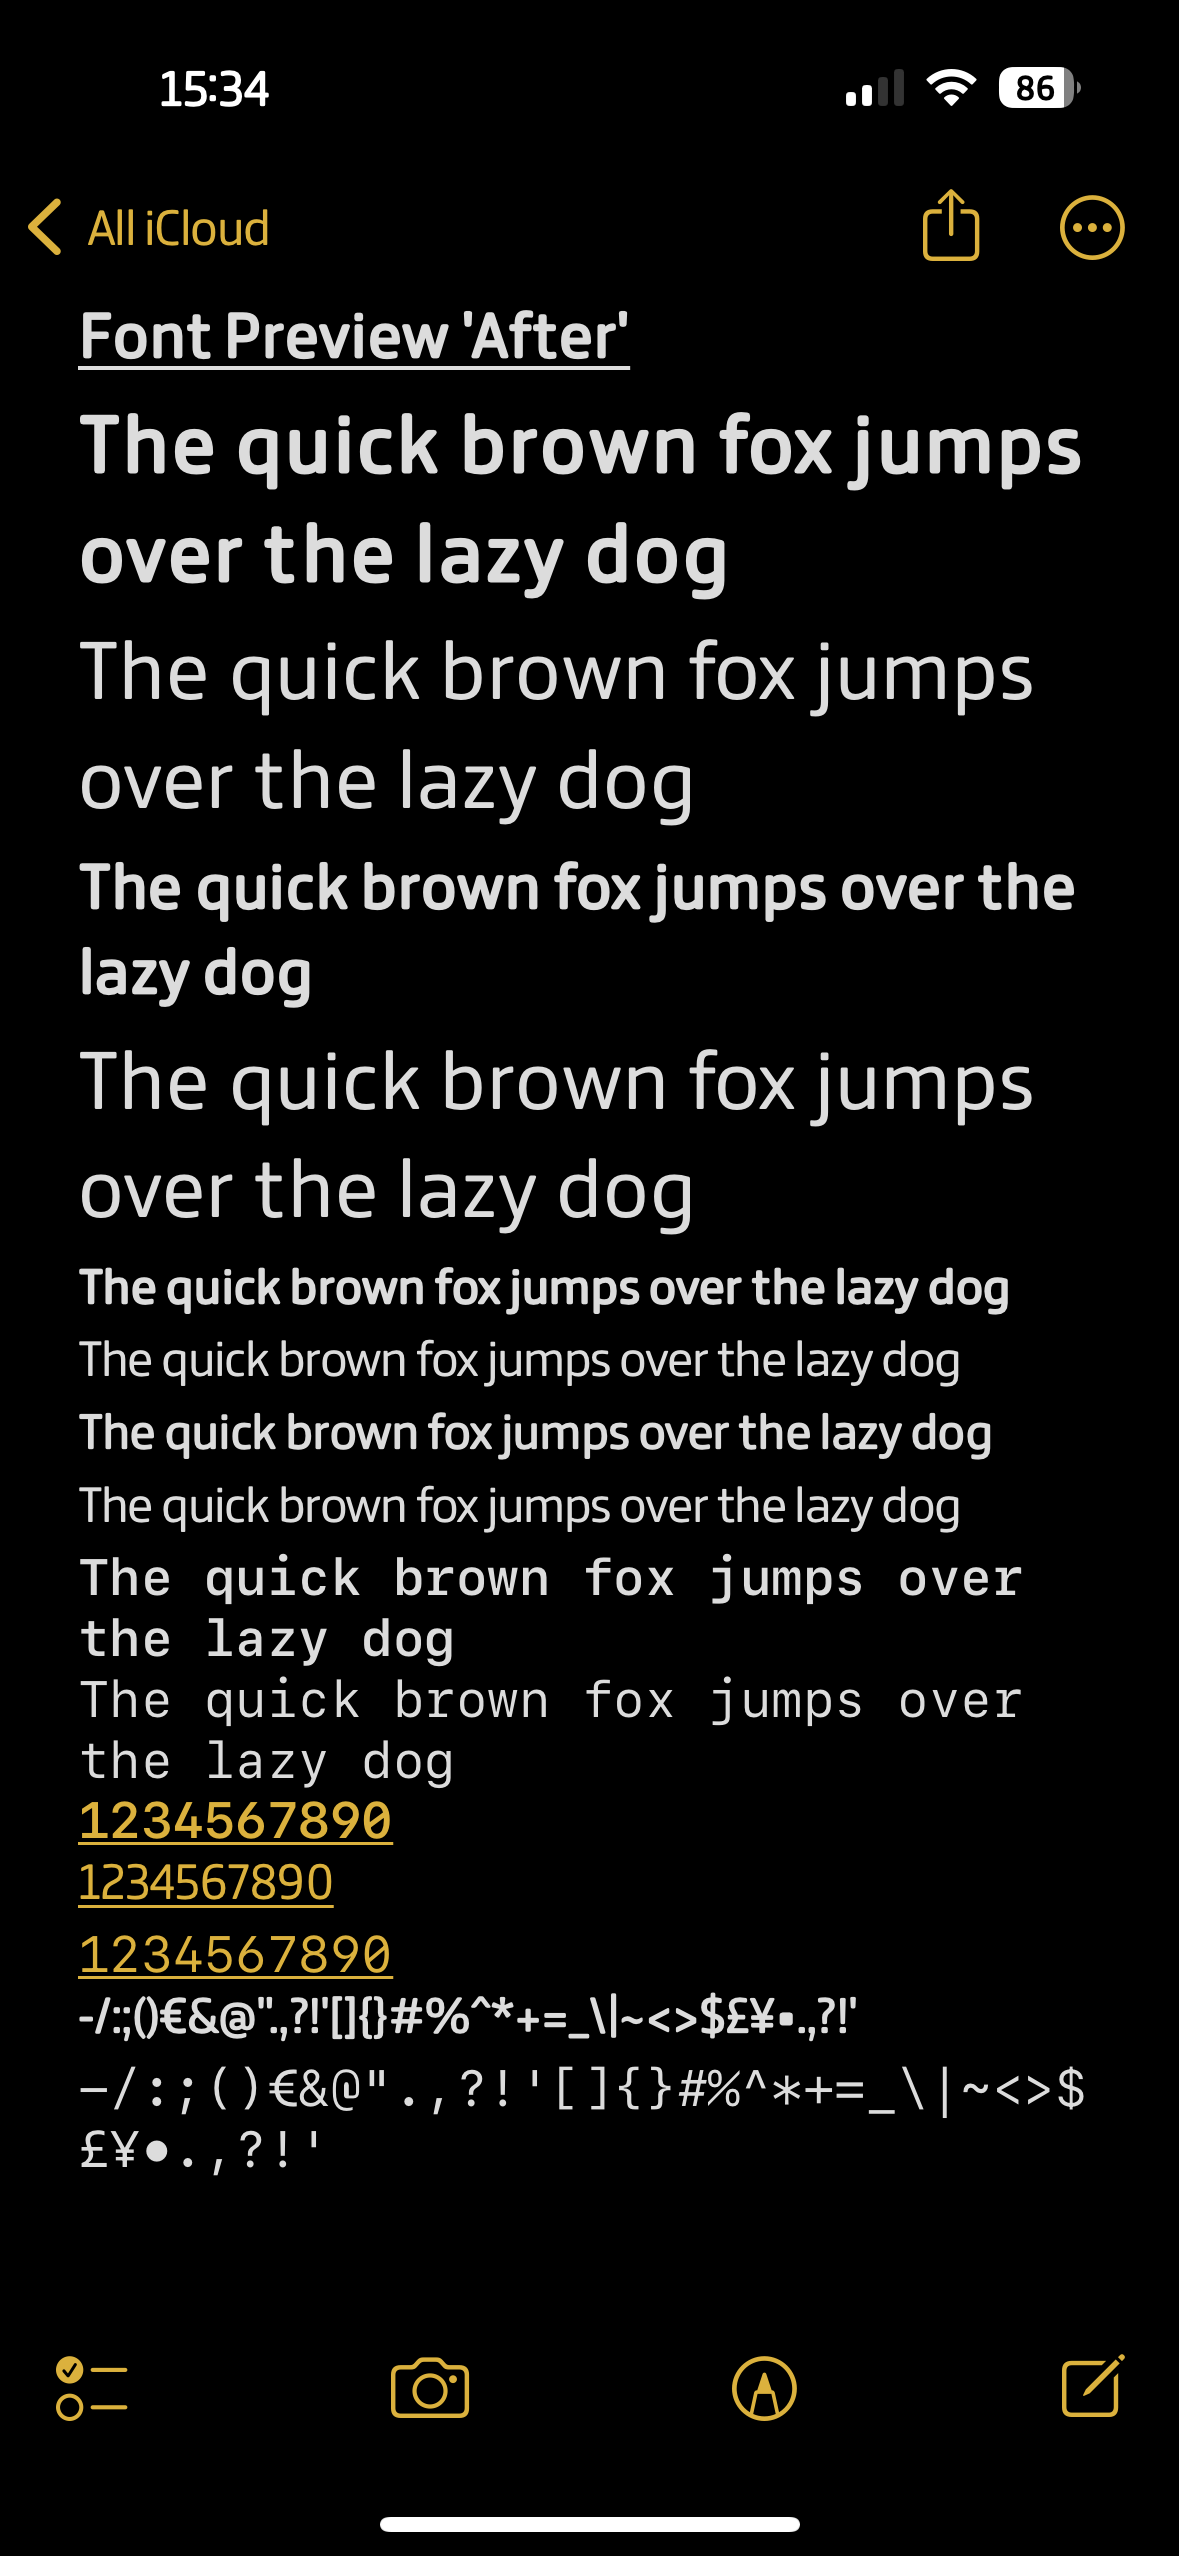 15:34
86
All iCloud
Font Preview 'After'
The quick brown fox jumps
over the lazy dog
The quick brown fox jumps
over the lazy dog
The quick brown fox jumps over the
lazy dog
The quick brown fox jumps
over the lazy dog
The quick brown fox jumps over the lazy dog
The quick brown fox jumps over the lazy dog
The quick brown fox jumps over the lazy dog
The quick brown fox jumps over the lazy dog
The quick brown fox jumps over
the lazy dog
The quick brown fox jumps over
the lazy dog
1234567890
1234567890
1234567890
-/:;()€&@".,?!'[]{}#%^*+=_\|~<>$£¥•.,?!'
–/:;()€&@".,?!'[]{}#%^*+=_\|~<>$
£¥•.,?!'